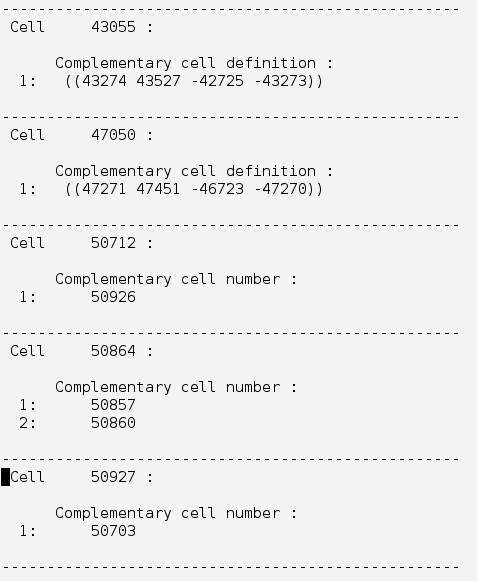 ---------------------------------------------------
Cell     43055 :
Complementary cell definition :
1:   ((43274 43527 -42725 -43273))
---------------------------------------------------
Cell     47050 :
Complementary cell definition :
1:   ((47271 47451 -46723 -47270))
---------------------------------------------------
Cell     50712 :
Complementary cell number :
1:      50926
---------------------------------------------------
Cell     50864 :
Complementary cell number :
1:      50857
2:      50860
---------------------------------------------------
Cell     50927 :
Complementary cell number :
1:      50703
---------------------------------------------------